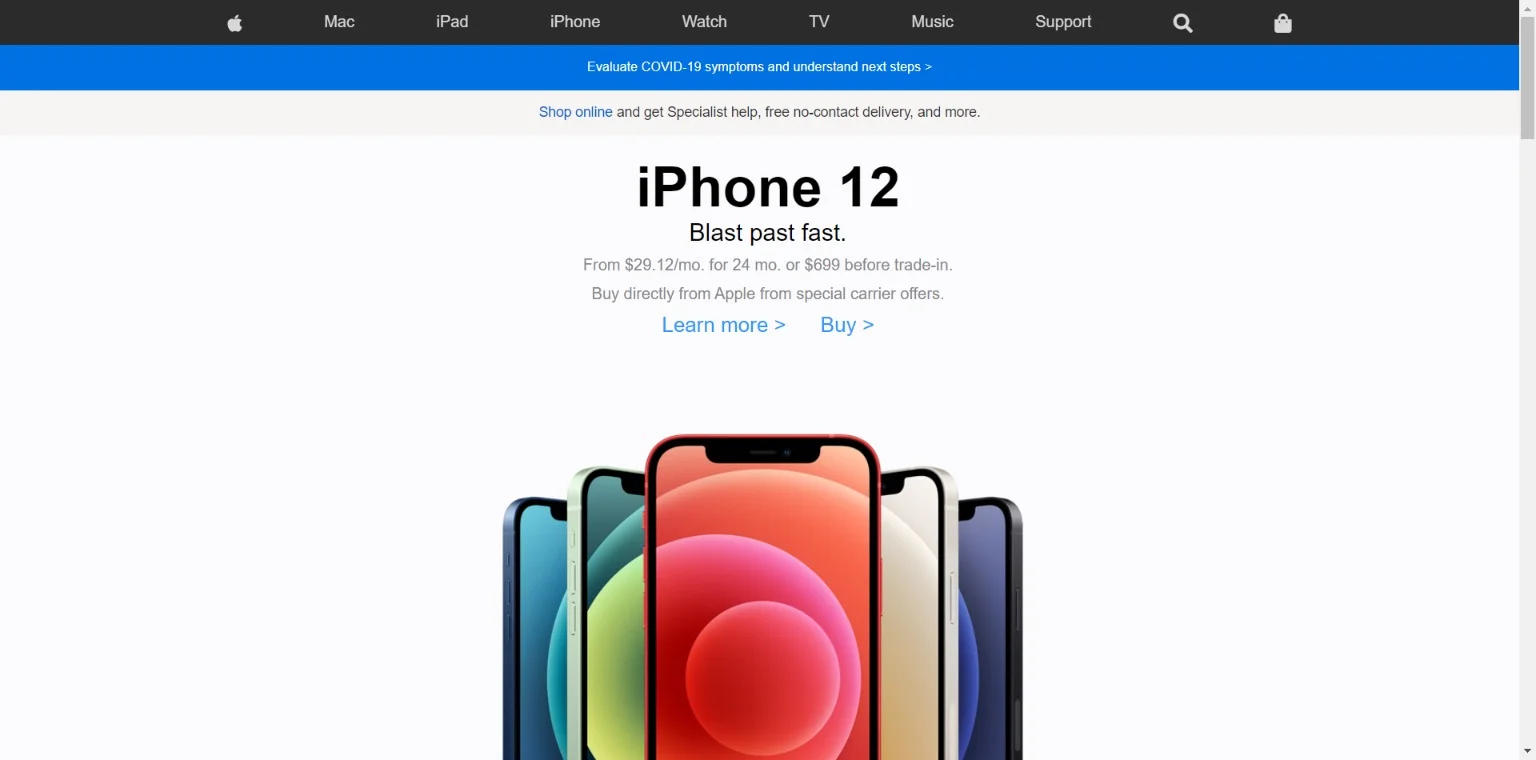 Mac iPad iPhone Watch TV Music Support
Evaluate COVID-19 symptoms and understand next steps >
Shop online and get Specialist help, free no-contact delivery, and more.
iPhone 12
Blast past fast.
From $29.12/mo. for 24 mo. or $699 before trade-in.
Buy directly from Apple from special carrier offers.
Learn more > Buy >